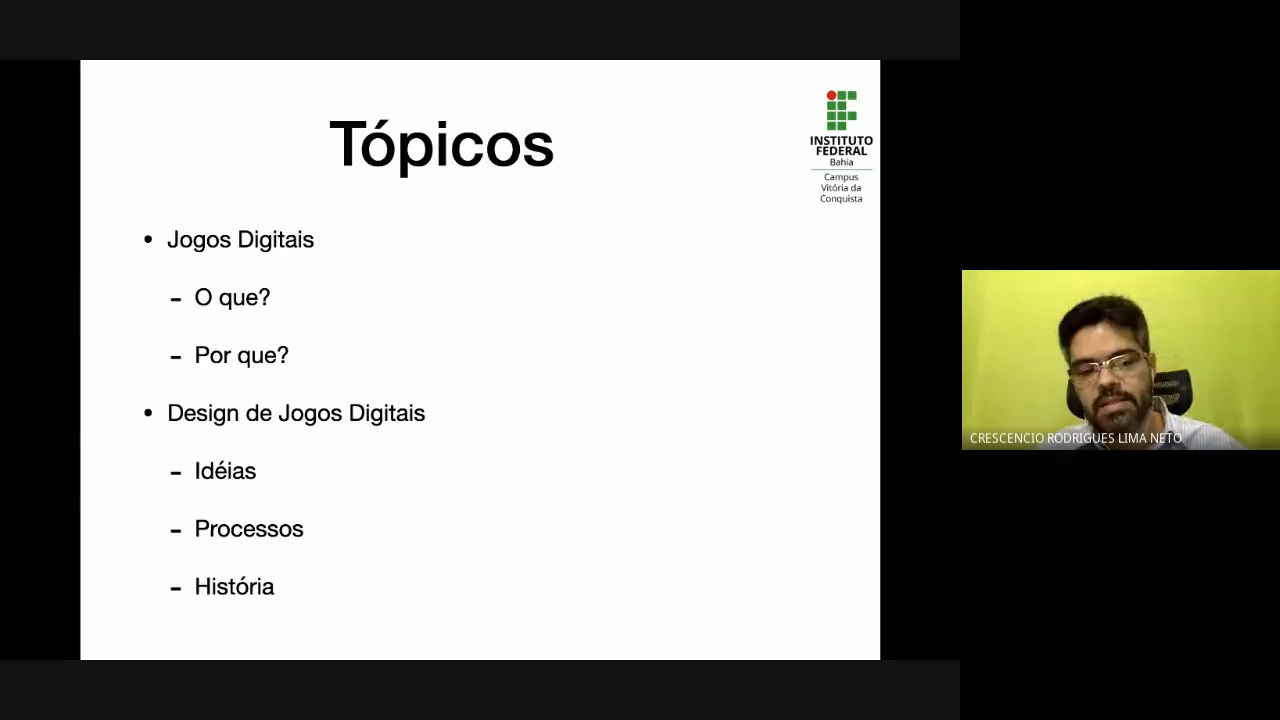 Tópicos
INSTITUTO
FEDERAL
Bahia
Campus
Vitória da
Conquista
• Jogos Digitais
- O que?
- Por que?
• Design de Jogos Digitais
- Idéias
- Processos
- História
CRESCENCIO RODRIGUES LIMA NETO